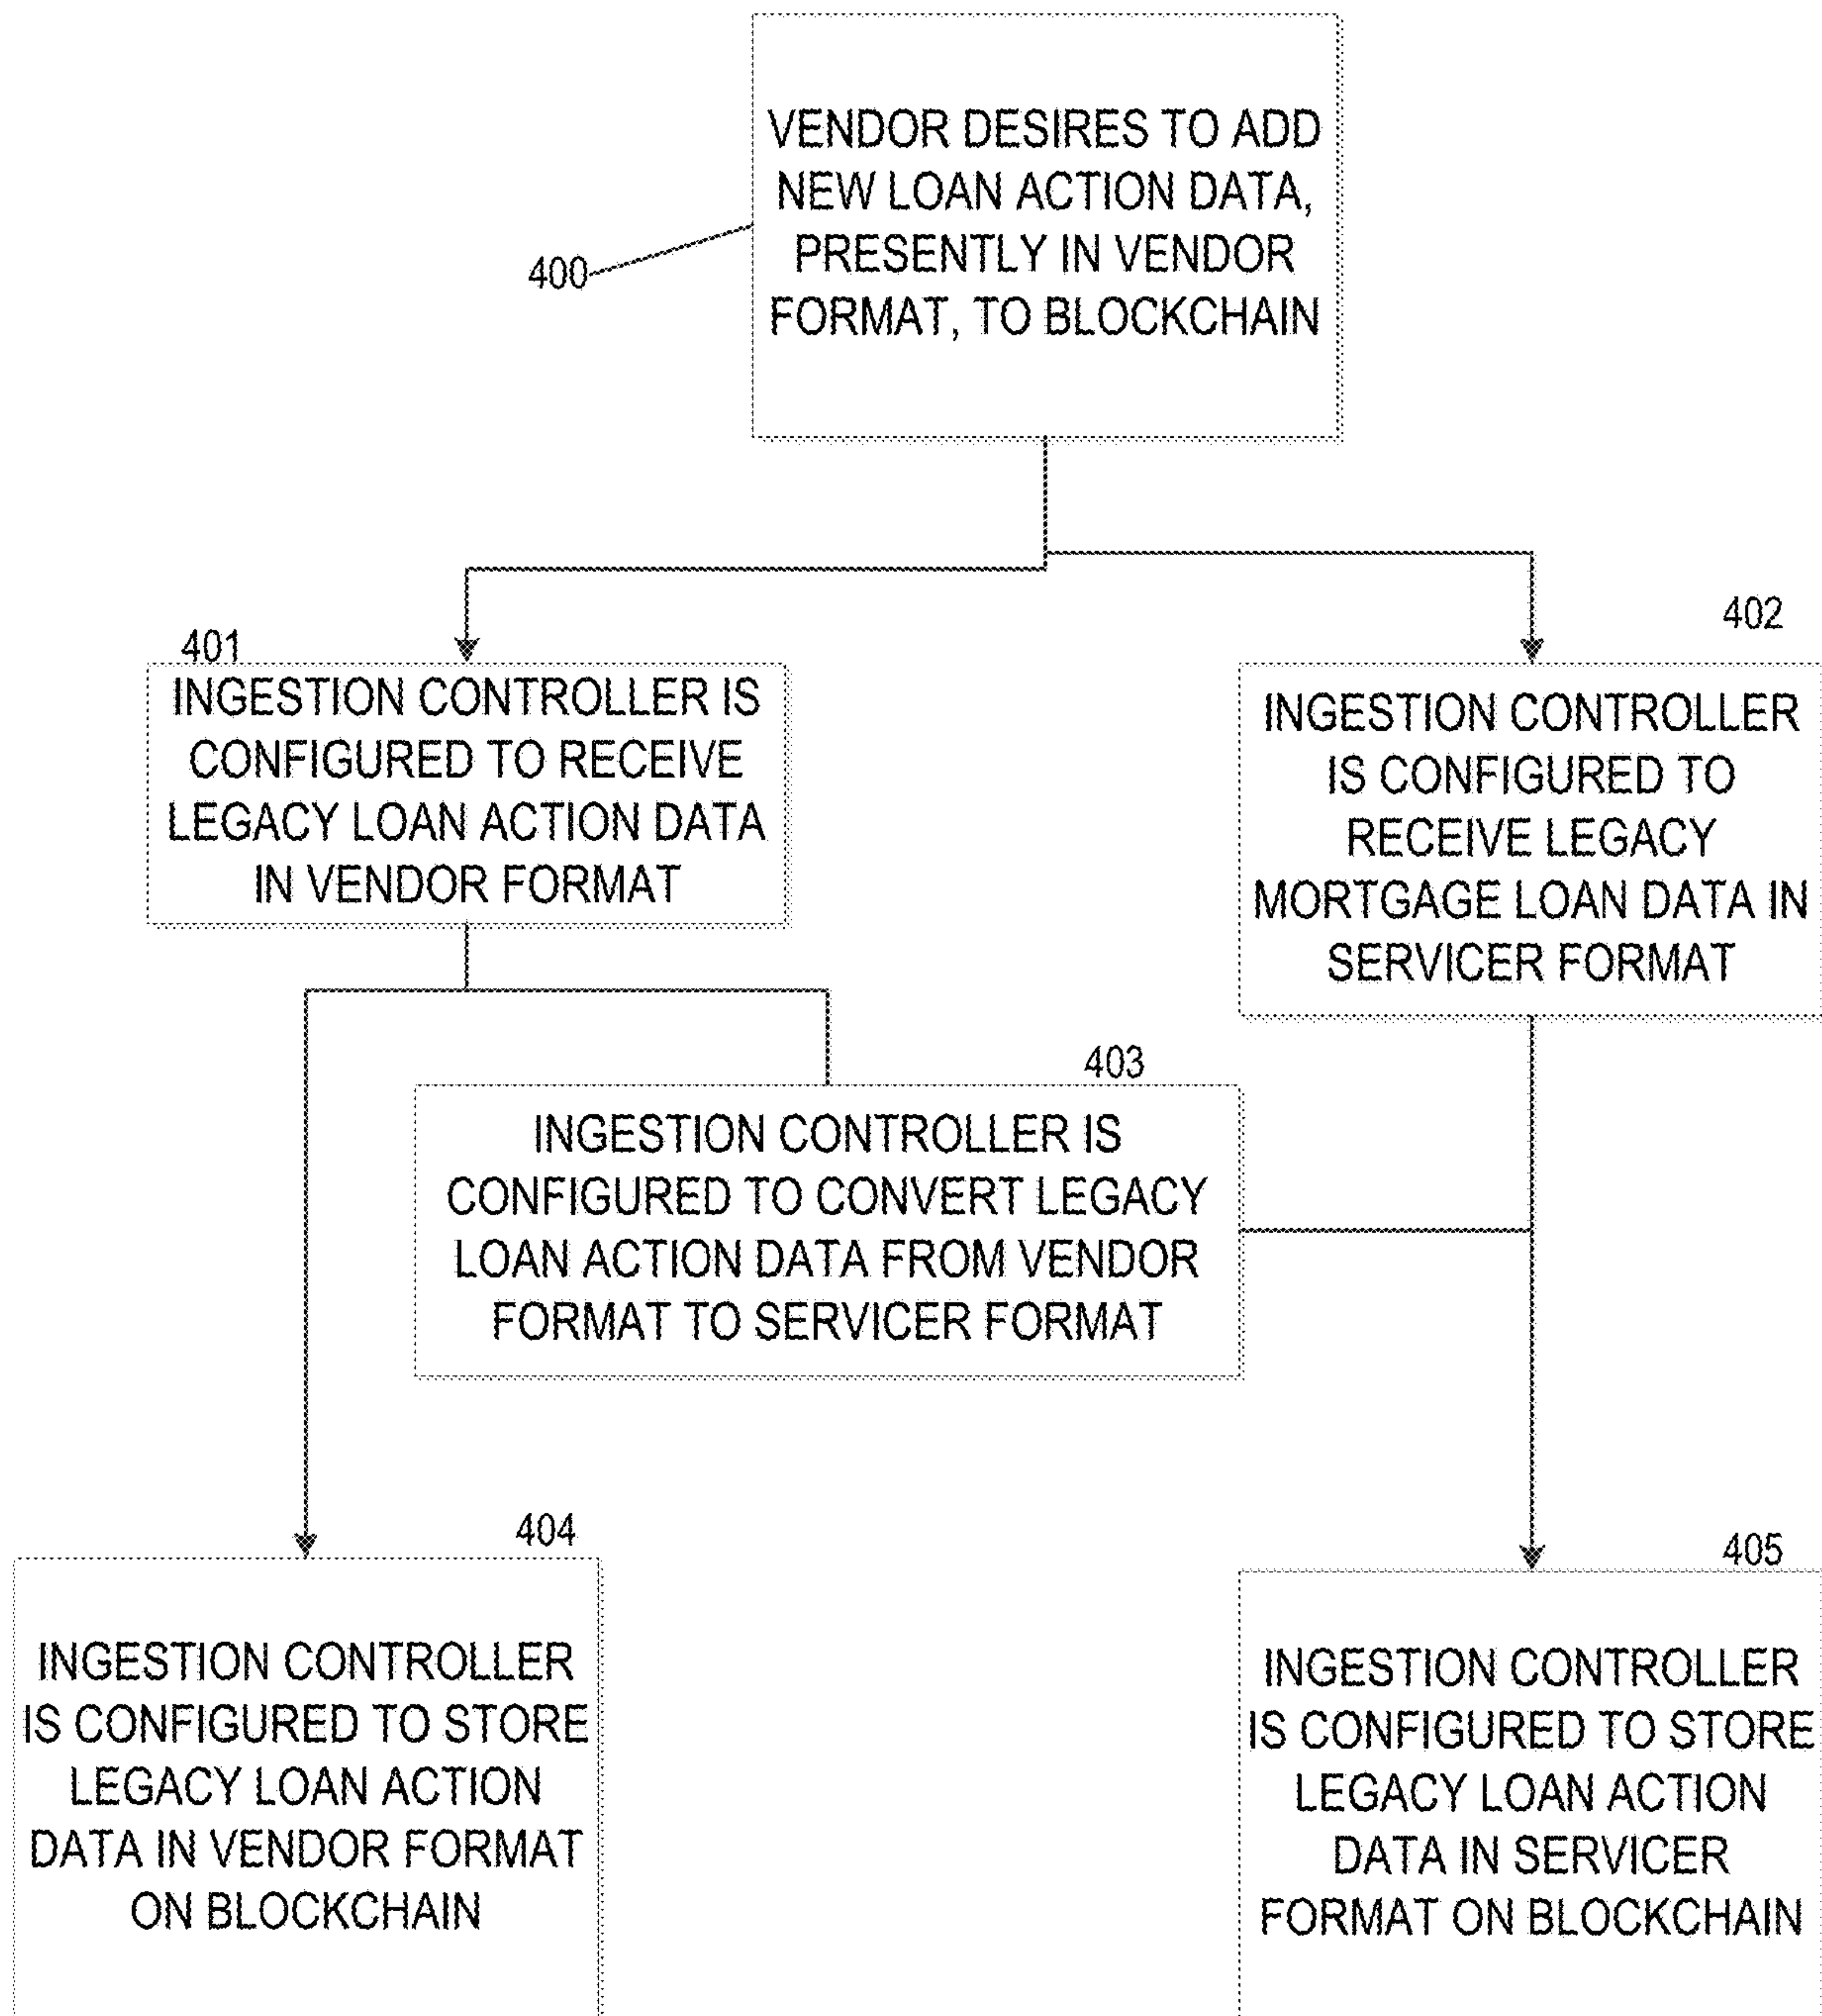 VENDOR DESIRES TO ADD
NEW LOAN ACTION DATA,
PRESENTLY IN VENDOR
FORMAT, TO BLOCKCHAIN
400
401
INGESTION CONTROLLER IS
CONFIGURED TO RECEIVE
LEGACY LOAN ACTION DATA
IN VENDOR FORMAT
402
INGESTION CONTROLLER
IS CONFIGURED TO
RECEIVE LEGACY
MORTGAGE LOAN DATA IN
SERVICER FORMAT
403
INGESTION CONTROLLER IS
CONFIGURED TO CONVERT LEGACY
LOAN ACTION DATA FROM VENDOR
FORMAT TO SERVICER FORMAT
404
INGESTION CONTROLLER
IS CONFIGURED TO STORE
LEGACY LOAN ACTION
DATA IN VENDOR FORMAT
ON BLOCKCHAIN
405
INGESTION CONTROLLER
IS CONFIGURED TO STORE
LEGACY LOAN ACTION
DATA IN SERVICER
FORMAT ON BLOCKCHAIN